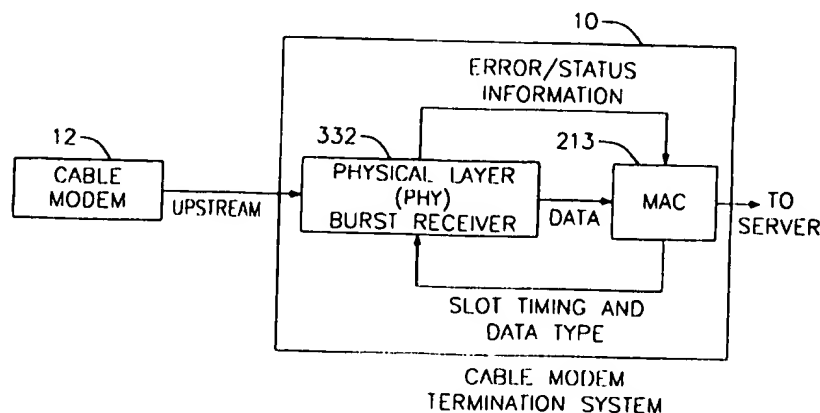 10
ERROR/STATUS
INFORMATION
12
332
213
CABLE
MODEM
UPSTREAM
PHYSICAL LAYER
(PHY)
BURST RECEIVER
DATA
MAC
TO
SERVER
SLOT TIMING AND
DATA TYPE
CABLE MODEM
TERMINATION SYSTEM